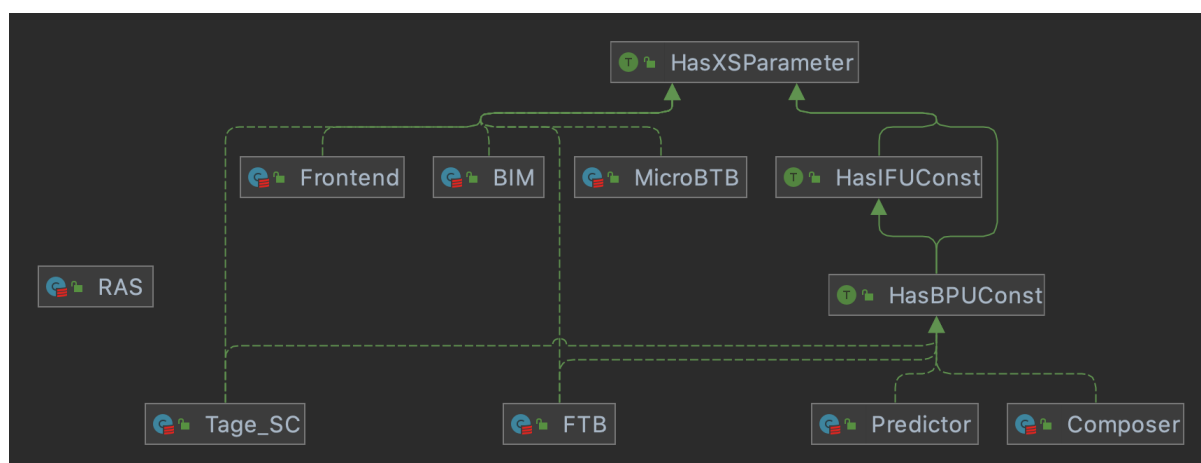 HasXSParameter
Frontend
BIM
MicroBTB
HasIFUConst
RAS
HasBPUConst
Tage_SC
FTB
Predictor
Composer